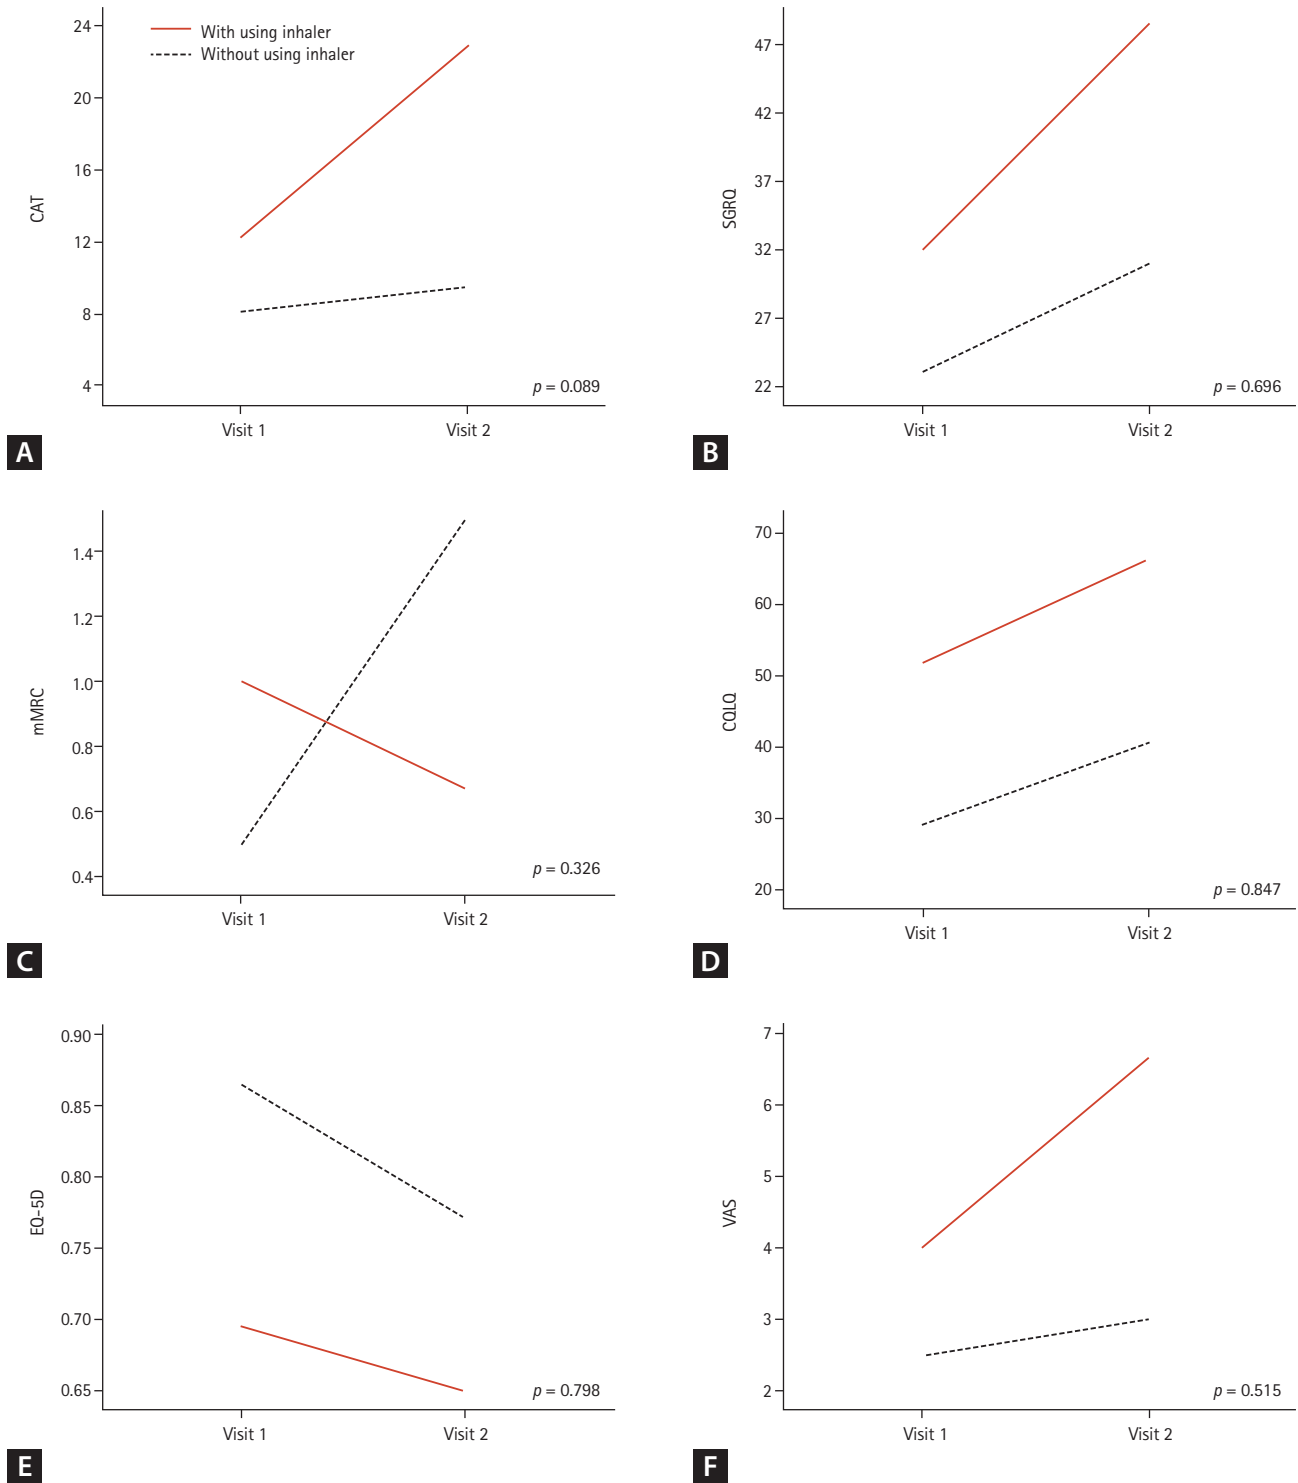 24
20
16
12
8
4
CAT
With using inhaler
Without using inhaler
p = 0.089
Visit 1 Visit 2
A
47
42
37
32
27
22
SGRQ
p = 0.696
Visit 1 Visit 2
B
1.4
1.2
1.0
0.8
0.6
0.4
mMRC
p = 0.326
Visit 1 Visit 2
C
70
60
50
40
30
20
CQLQ
p = 0.847
Visit 1 Visit 2
D
0.90
0.85
0.80
0.75
0.70
0.65
EQ-5D
p = 0.798
Visit 1 Visit 2
E
7
6
5
4
3
2
VAS
p = 0.515
Visit 1 Visit 2
F